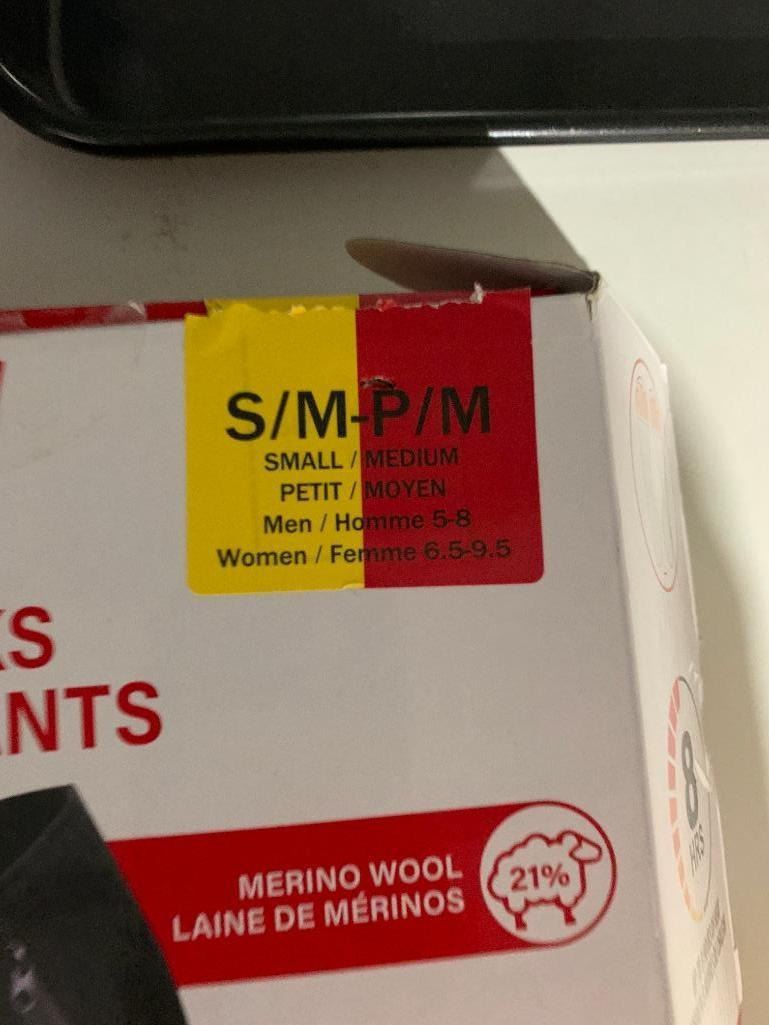 S/M-P/M
SMALL / MEDIUM
PETIT / MOYEN
Men / Homme 5-8
Women / Femme 6.5-9.5
KS
ANTS
MERINO WOOL
LAINE DE MÉRINOS
21%
8
HRS